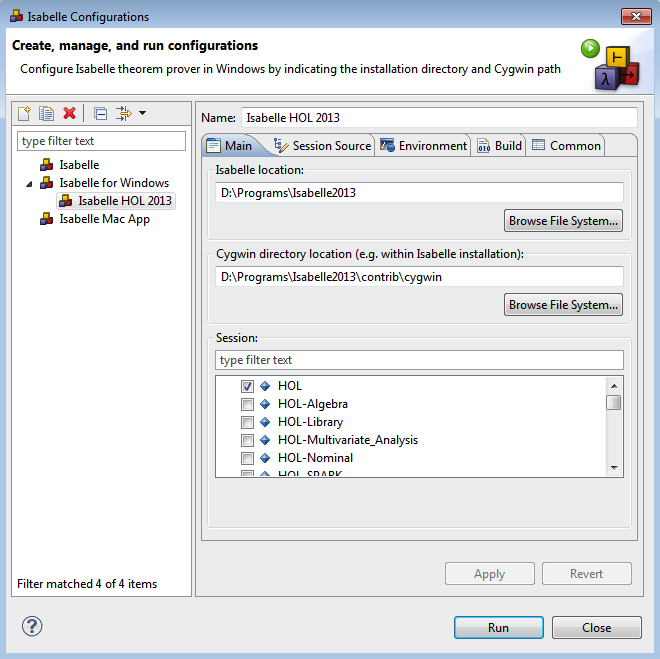 Isabelle Configurations
Create, manage, and run configurations
Configure Isabelle theorem prover in Windows by indicating the installation directory and Cygwin path
type filter text
Isabelle
Isabelle for Windows
Isabelle HOL 2013
Isabelle Mac App
Filter matched 4 of 4 items
Name: Isabelle HOL 2013
Main Session Source Environment Build Common
Isabelle location:
D:\Programs\Isabelle2013
Browse File System...
Cygwin directory location (e.g. within Isabelle installation):
D:\Programs\Isabelle2013\contrib\cygwin
Browse File System...
Session:
type filter text
HOL
HOL-Algebra
HOL-Library
HOL-Multivariate_Analysis
HOL-Nominal
HOL-SPARK
Apply Revert
Run Close